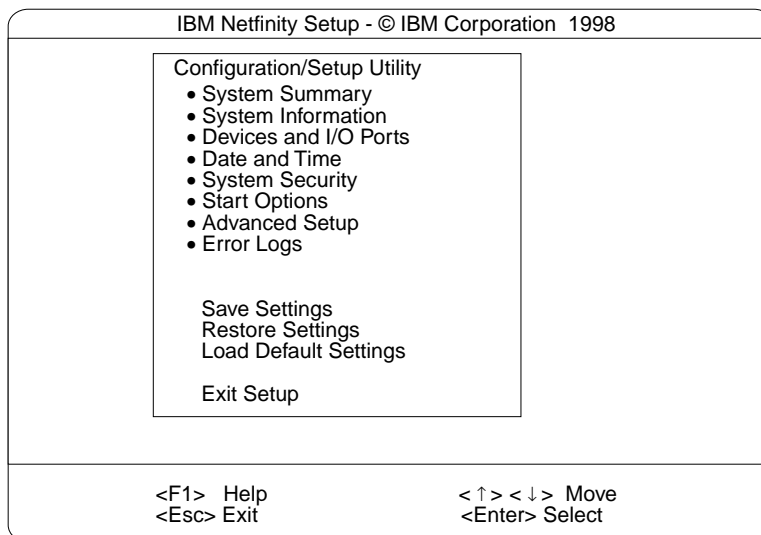 IBM Netfinity Setup - © IBM Corporation 1998
Configuration/Setup Utility
• System Summary
• System Information
• Devices and I/O Ports
• Date and Time
• System Security
• Start Options
• Advanced Setup
• Error Logs
Save Settings
Restore Settings
Load Default Settings
Exit Setup
<F1> Help <↑> <↓> Move
<Esc> Exit <Enter> Select